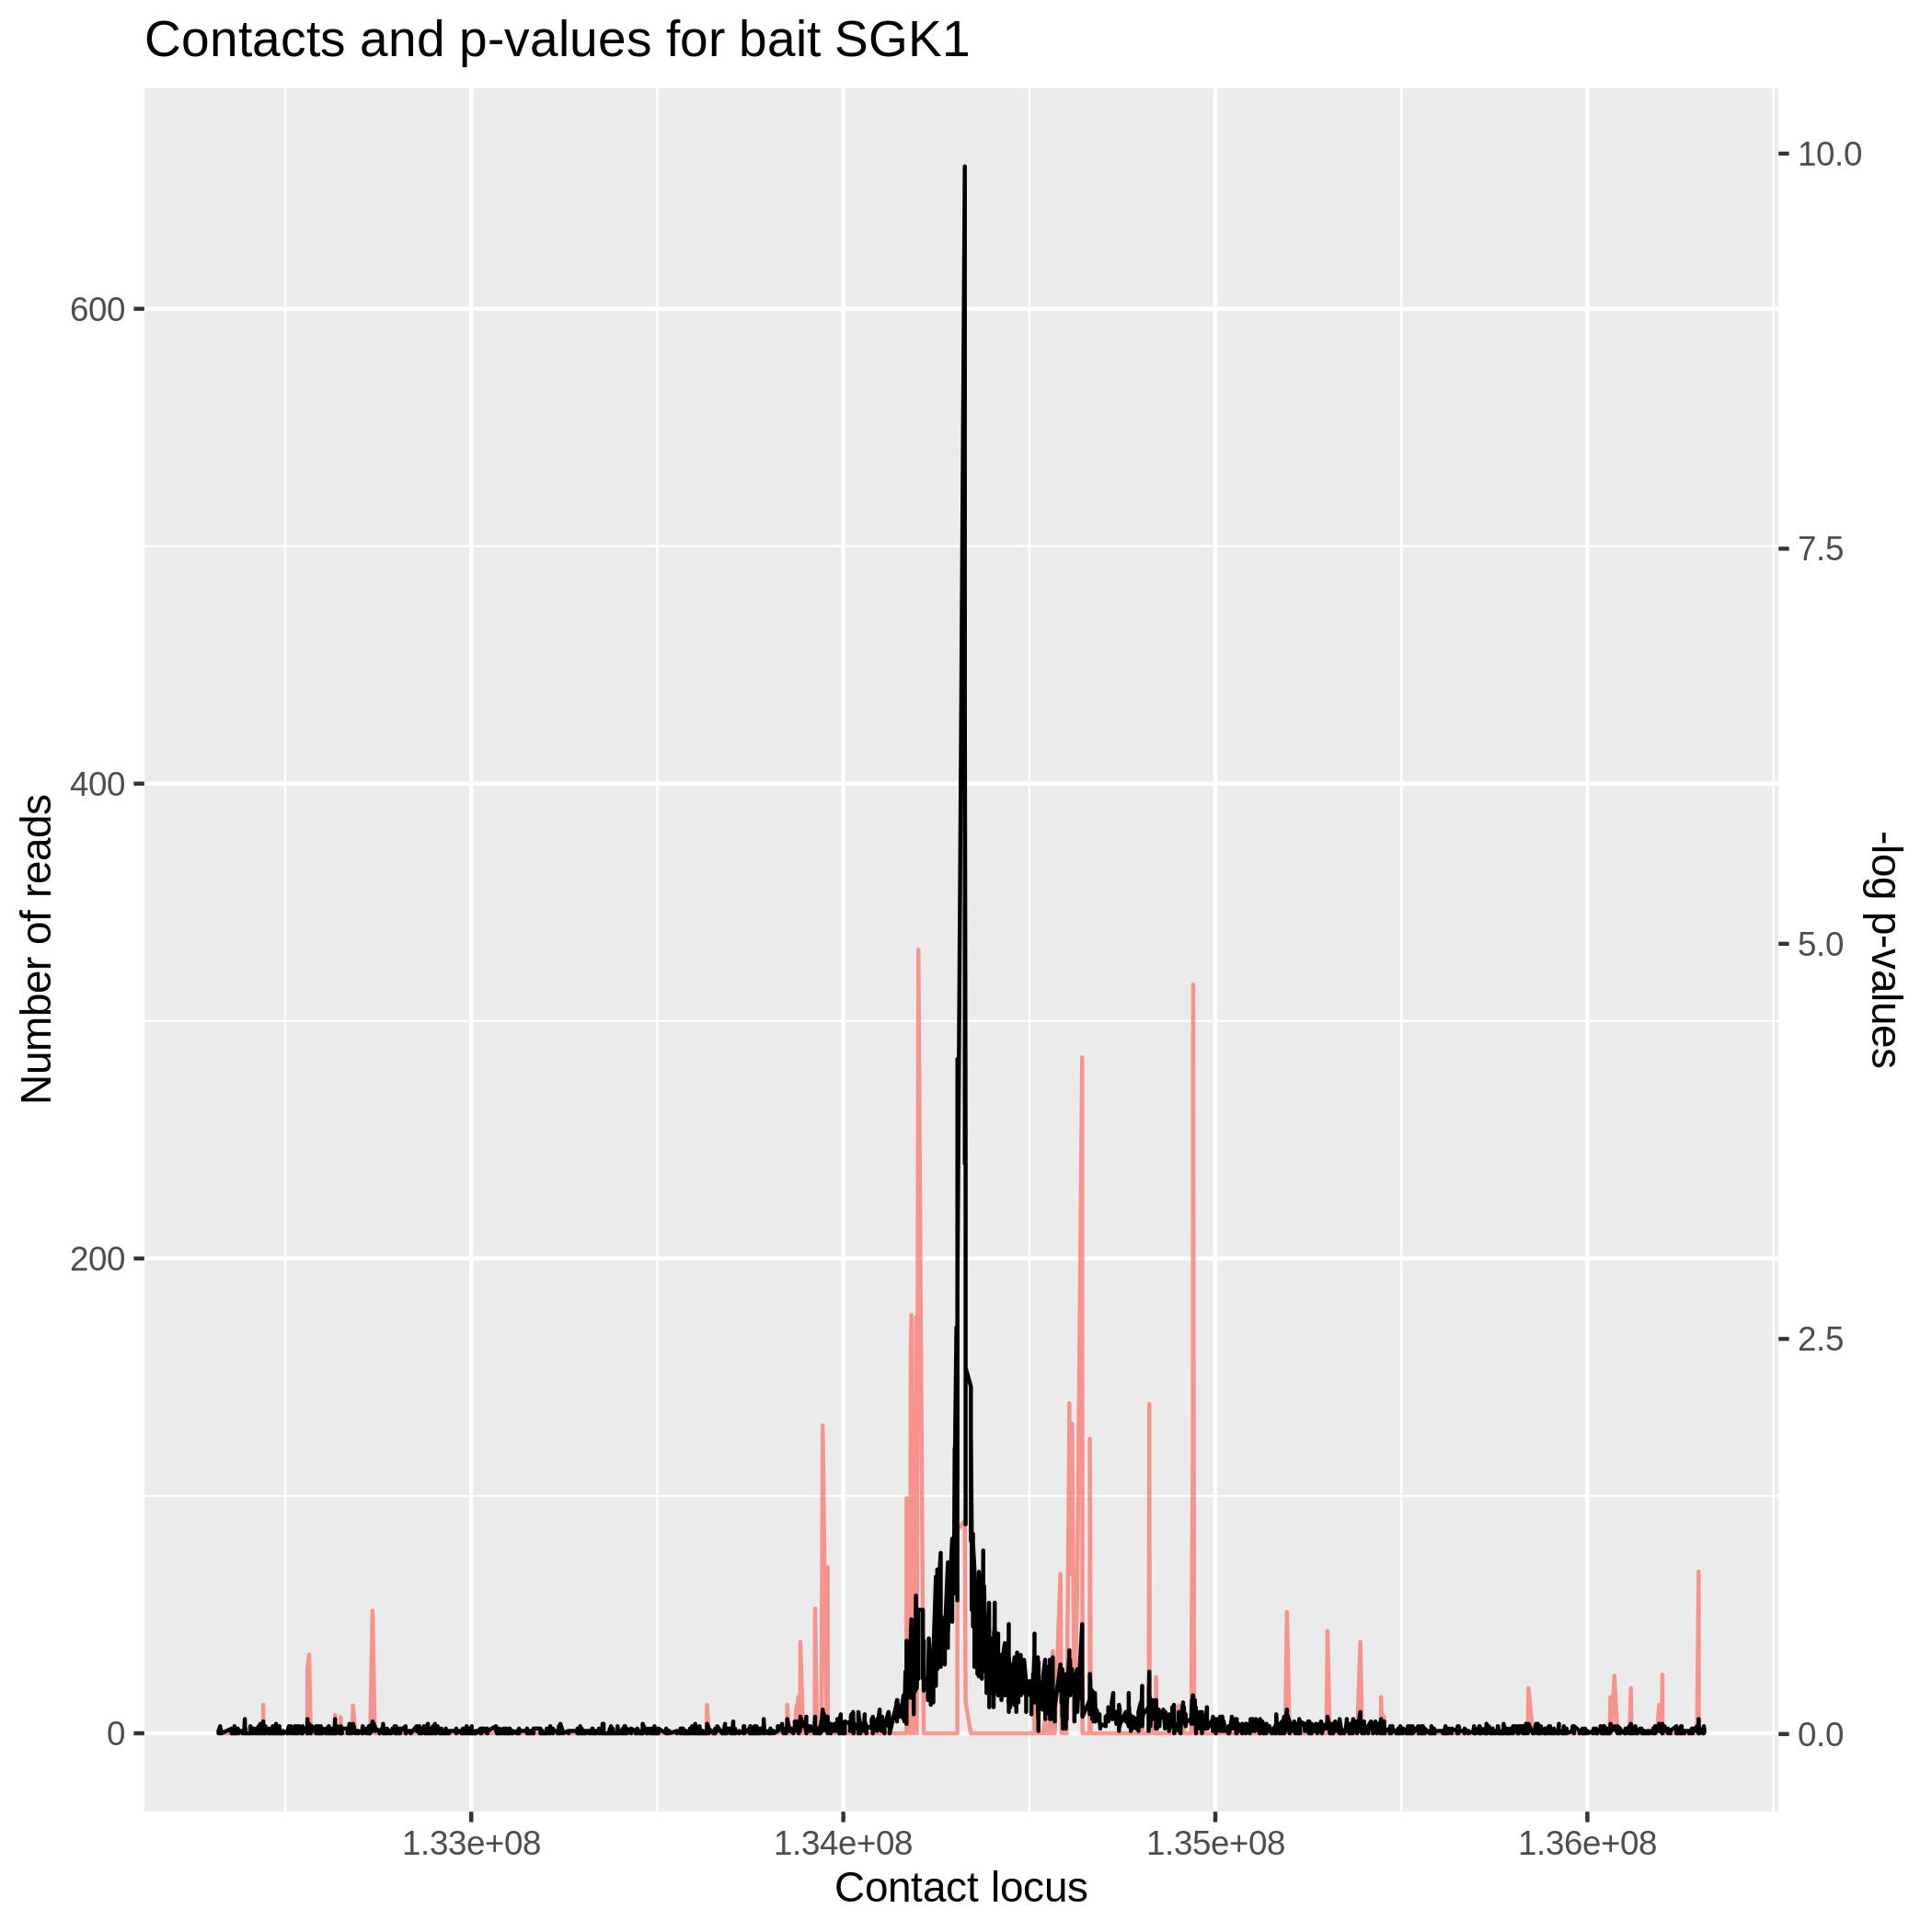 Contacts and p-values for bait SGK1
10.0
600
7.5
400
5.0
Number of reads
-log p-values
200
2.5
0
0.0
1.33e+08
1.34e+08
1.35e+08
1.36e+08
Contact locus